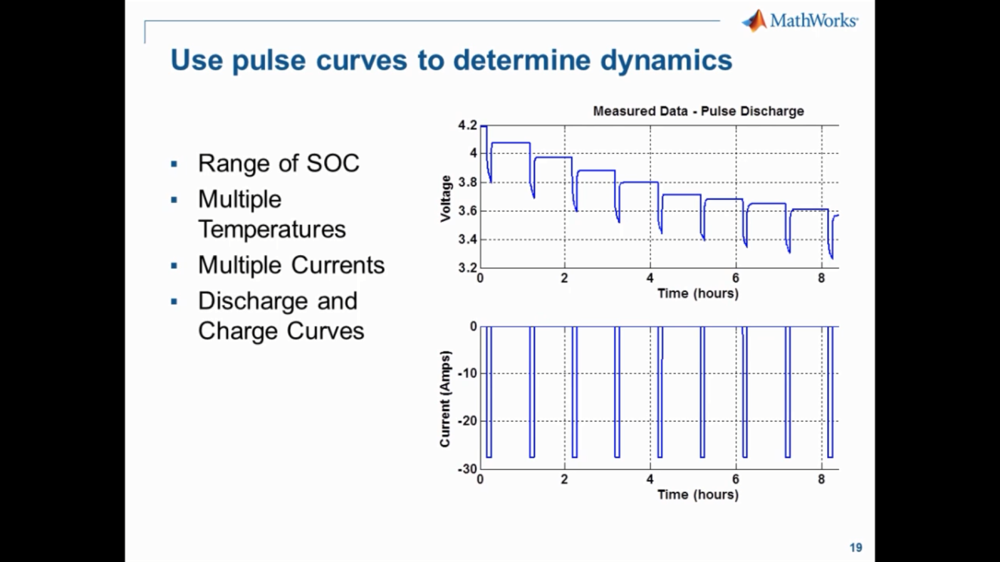 MathWorks
Use pulse curves to determine dynamics
Range of SOC
Multiple
Temperatures
Multiple Currents
Discharge and
Charge Curves
Measured Data - Pulse Discharge
4.2
4
3.8
3.6
3.4
3.2
Voltage
0 2 4 6 8
Time (hours)
0
-10
-20
-30
Current (Amps)
0 2 4 6 8
Time (hours)
19